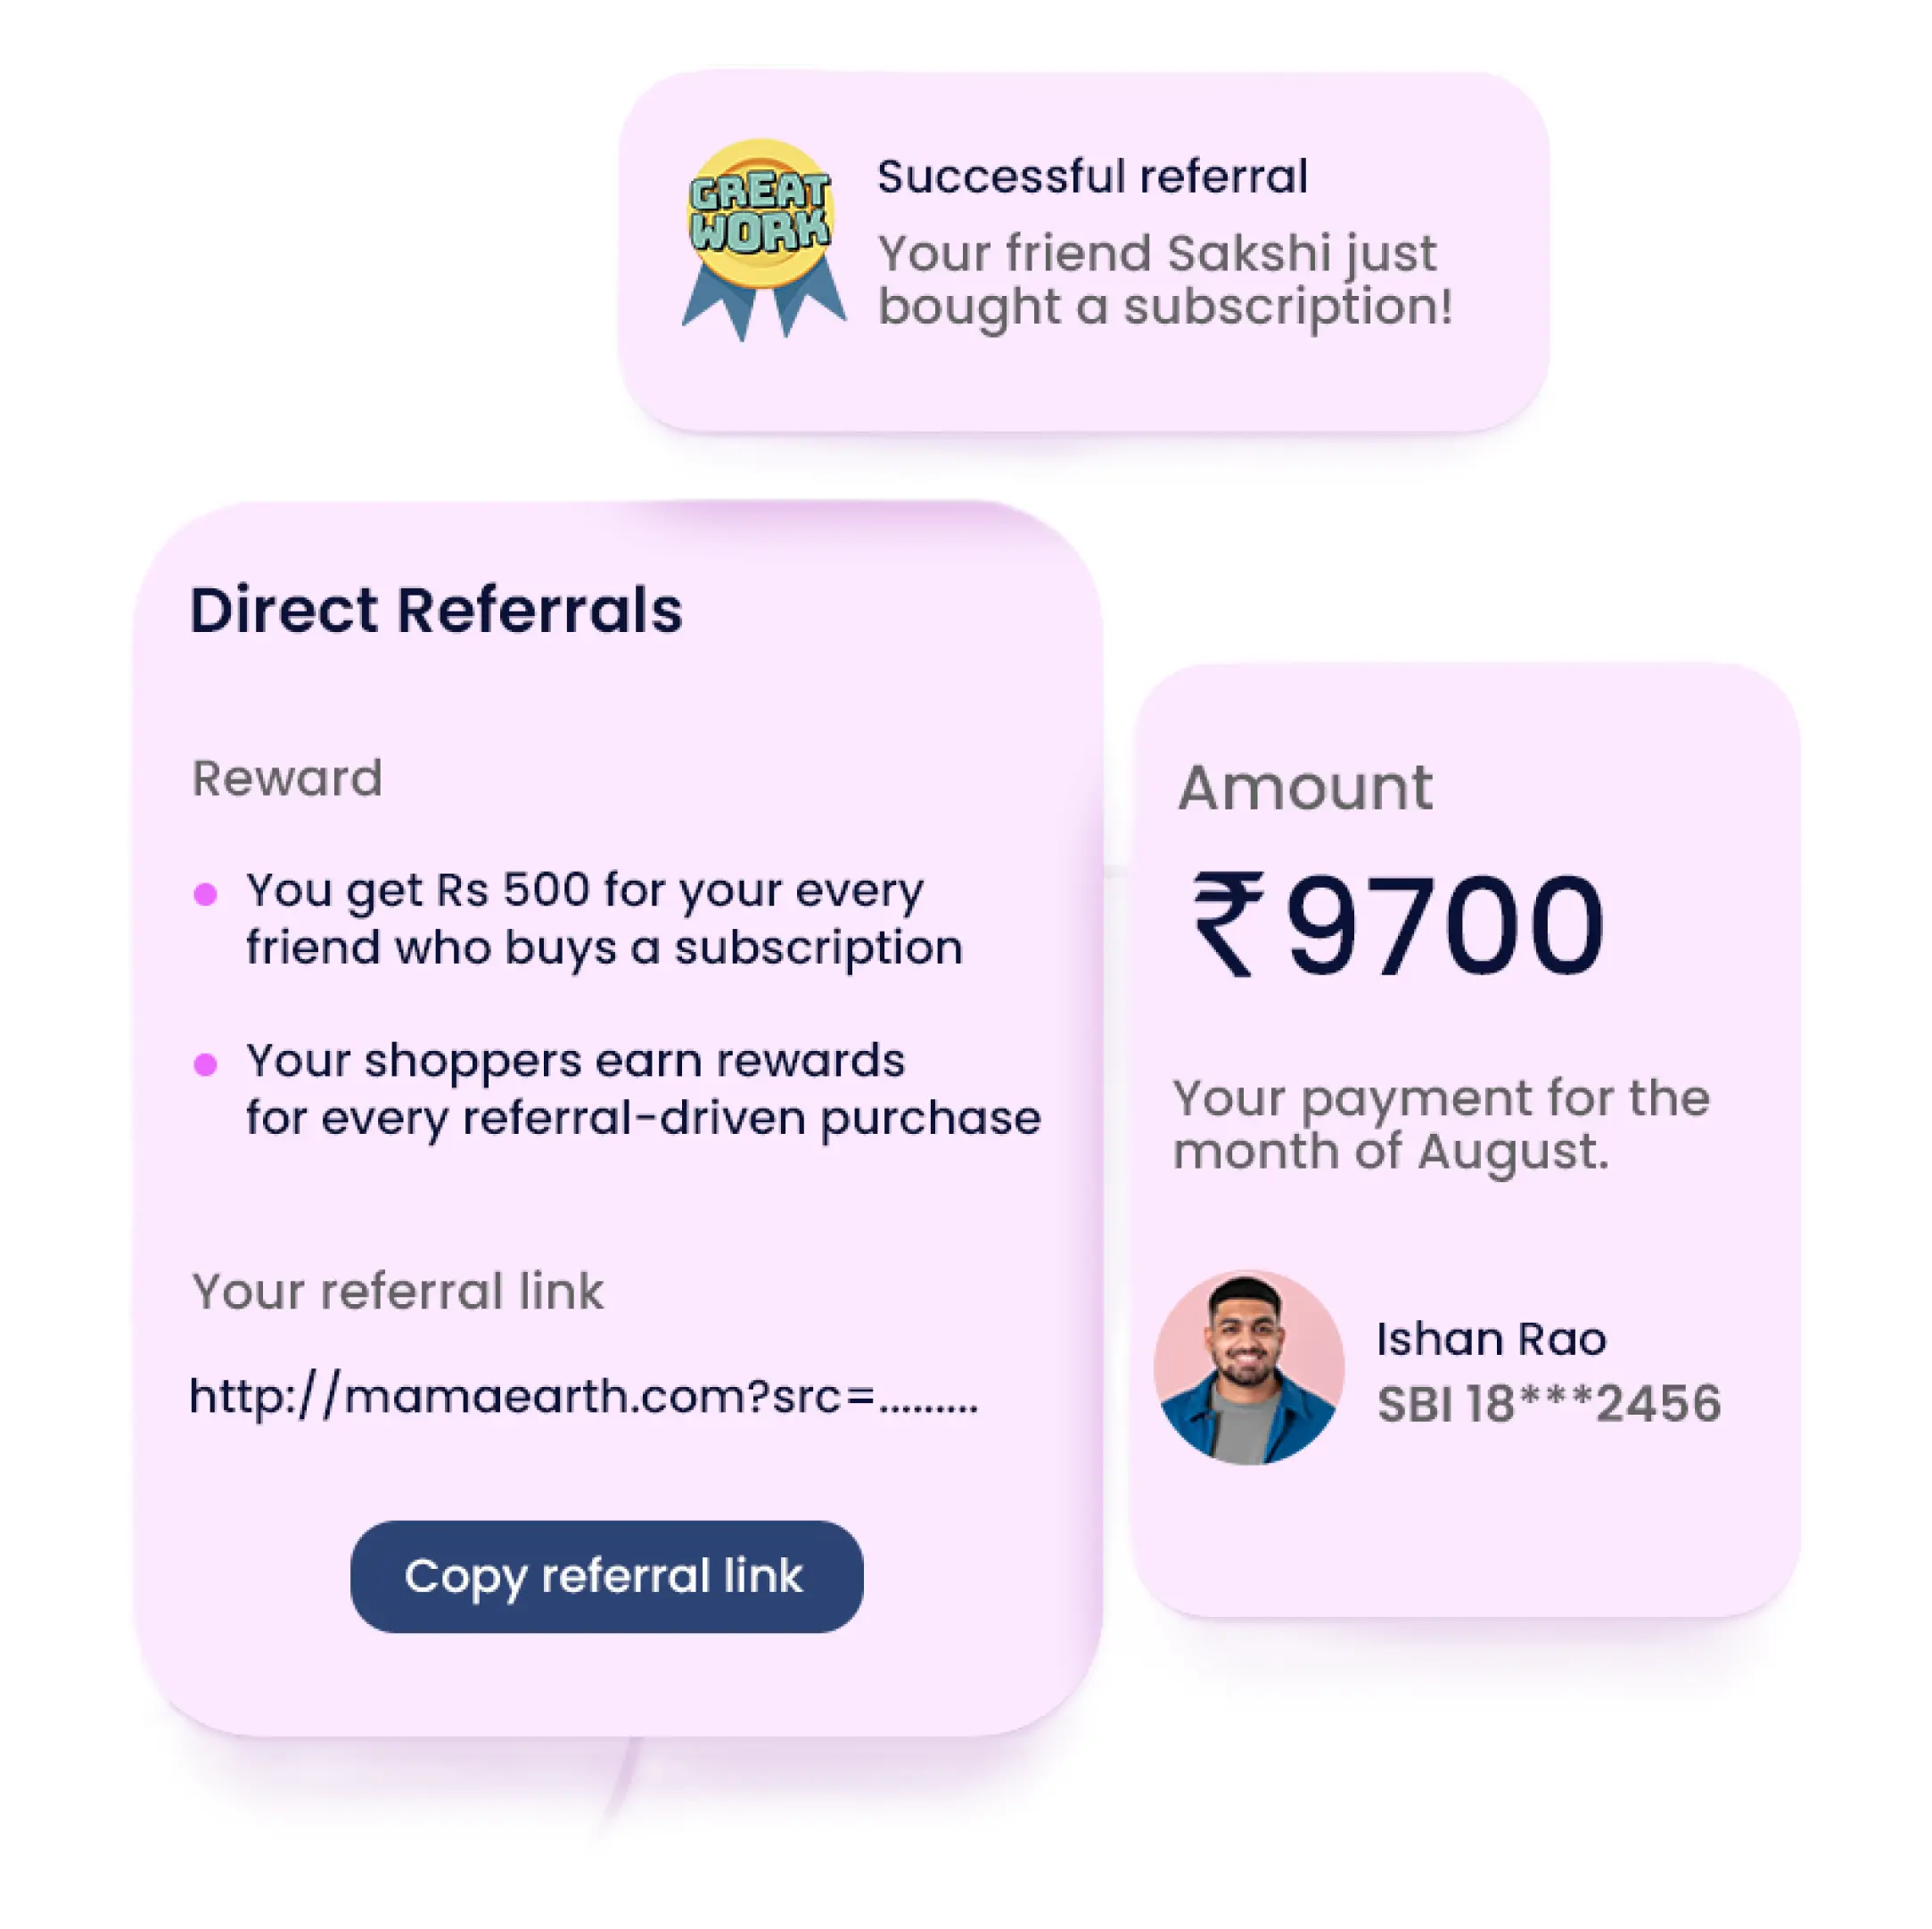 GREAT
WORK
Successful referral
Your friend Sakshi just
bought a subscription!
Direct Referrals
Reward
You get Rs 500 for your every
friend who buys a subscription
Your shoppers earn rewards
for every referral-driven purchase
Your referral link
http://mamaearth.com?src=.........
Copy referral link
Amount
₹9700
Your payment for the
month of August.
Ishan Rao
SBI 18***2456